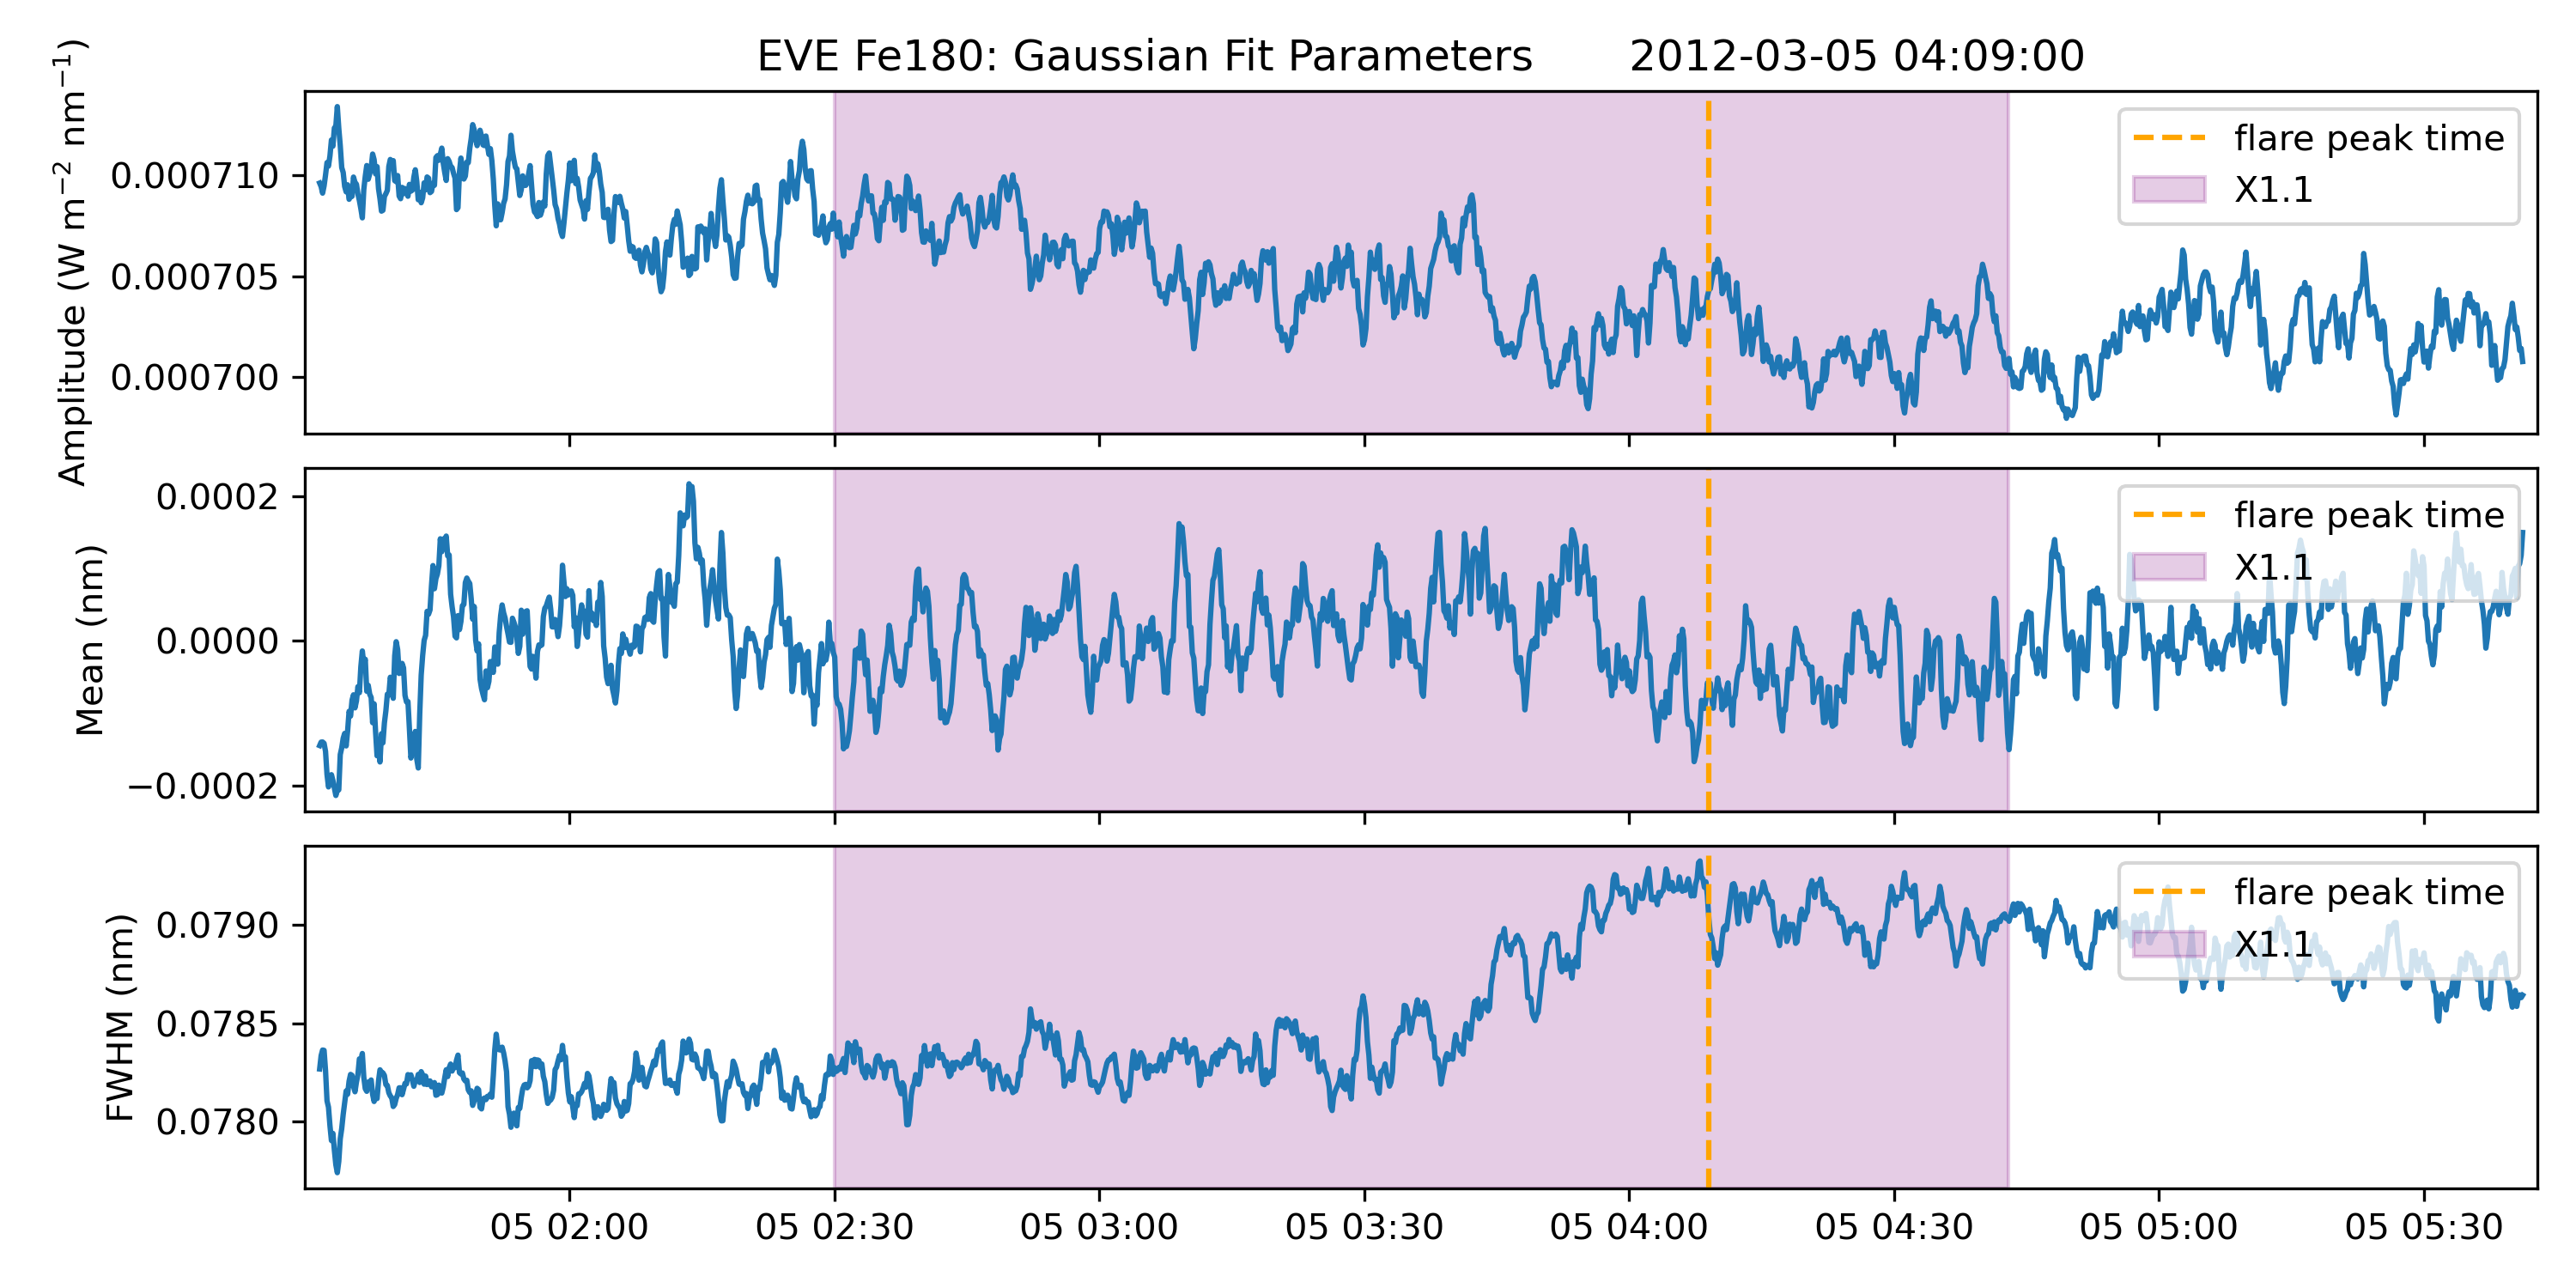 EVE Fe180: Gaussian Fit Parameters 2012-03-05 04:09:00
Amplitude (W m⁻² nm⁻¹)
0.000710
0.000705
0.000700
flare peak time
X1.1
Mean (nm)
0.0002
0.0000
−0.0002
flare peak time
X1.1
FWHM (nm)
0.0790
0.0785
0.0780
flare peak time
X1.1
05 02:00 05 02:30 05 03:00 05 03:30 05 04:00 05 04:30 05 05:00 05 05:30